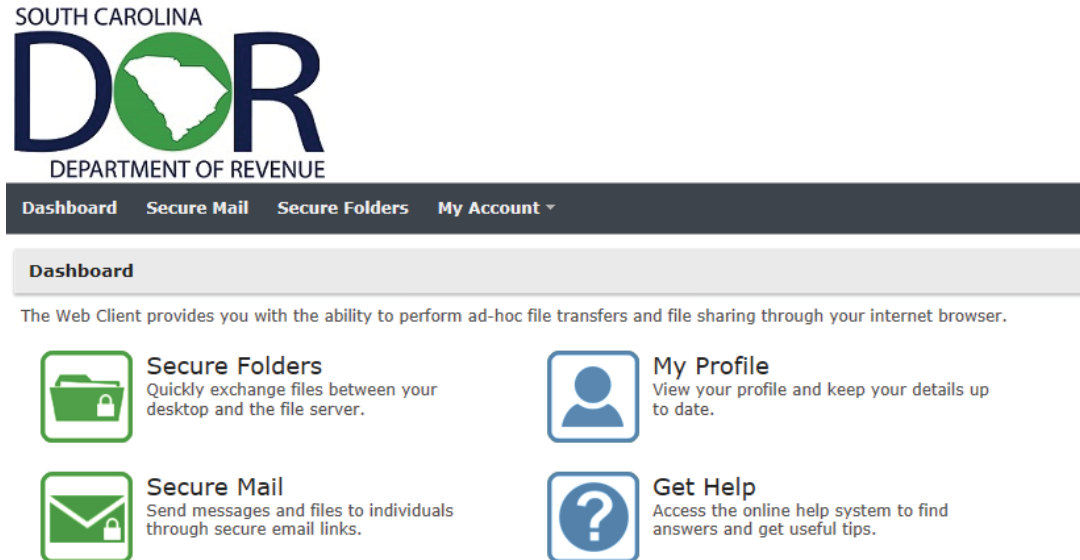 SOUTH CAROLINA
DOR
DEPARTMENT OF REVENUE
Dashboard Secure Mail Secure Folders My Account
Dashboard
The Web Client provides you with the ability to perform ad-hoc file transfers and file sharing through your internet browser.
Secure Folders
Quickly exchange files between your
desktop and the file server.
My Profile
View your profile and keep your details up
to date.
Secure Mail
Send messages and files to individuals
through secure email links.
?
Get Help
Access the online help system to find
answers and get useful tips.